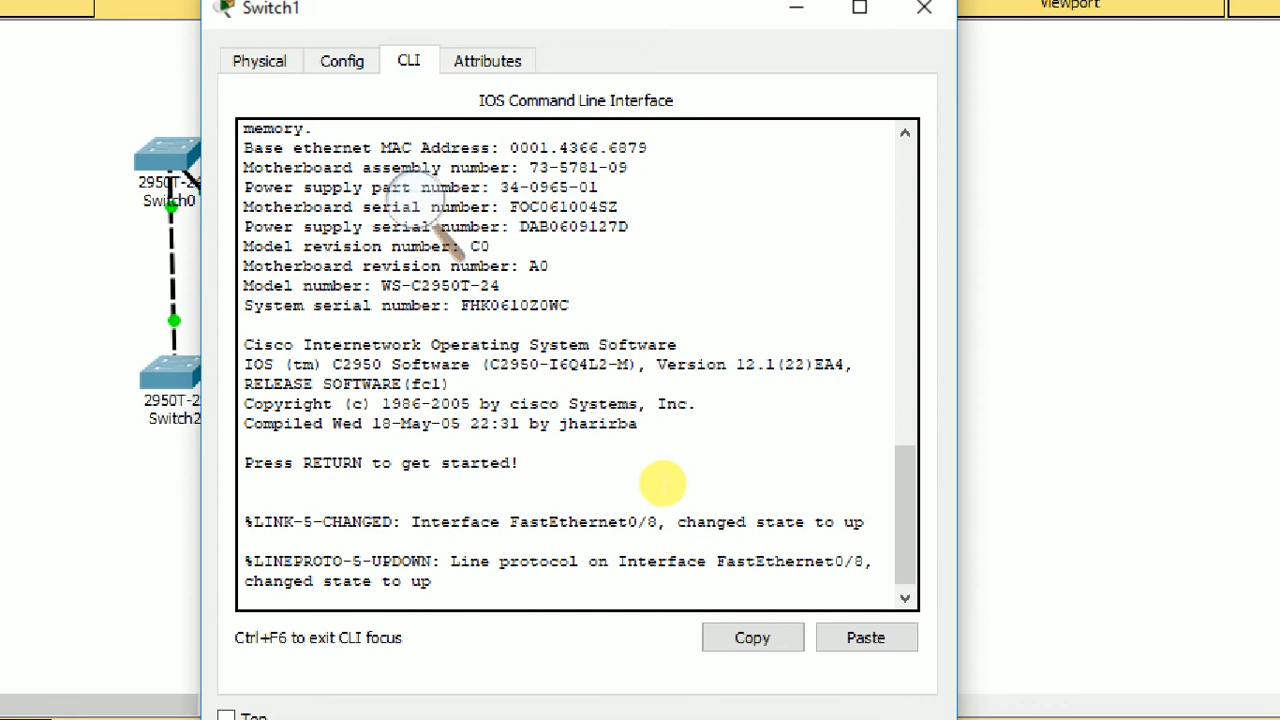 Viewport
Switch1
Physical
Config
CLI
Attributes
IOS Command Line Interface
memory.
Base ethernet MAC Address: 0001.4366.6879
Motherboard assembly number: 73-5781-09
Power supply part number: 34-0965-01
Motherboard serial number: FOC061004SZ
Power supply serial number: DAB0609127D
Model revision number: C0
Motherboard revision number: A0
Model number: WS-C2950T-24
System serial number: FHK0610Z0WC
Cisco Internetwork Operating System Software
IOS (tm) C2950 Software (C2950-I6Q4L2-M), Version 12.1(22)EA4,
RELEASE SOFTWARE(fc1)
Copyright (c) 1986-2005 by cisco Systems, Inc.
Compiled Wed 18-May-05 22:31 by jharirba
Press RETURN to get started!
%LINK-5-CHANGED: Interface FastEthernet0/8, changed state to up
%LINEPROTO-5-UPDOWN: Line protocol on Interface FastEthernet0/8,
changed state to up
Ctrl+F6 to exit CLI focus
Copy
Paste
Top
2950T-24
Switch0
2950T-2
Switch2